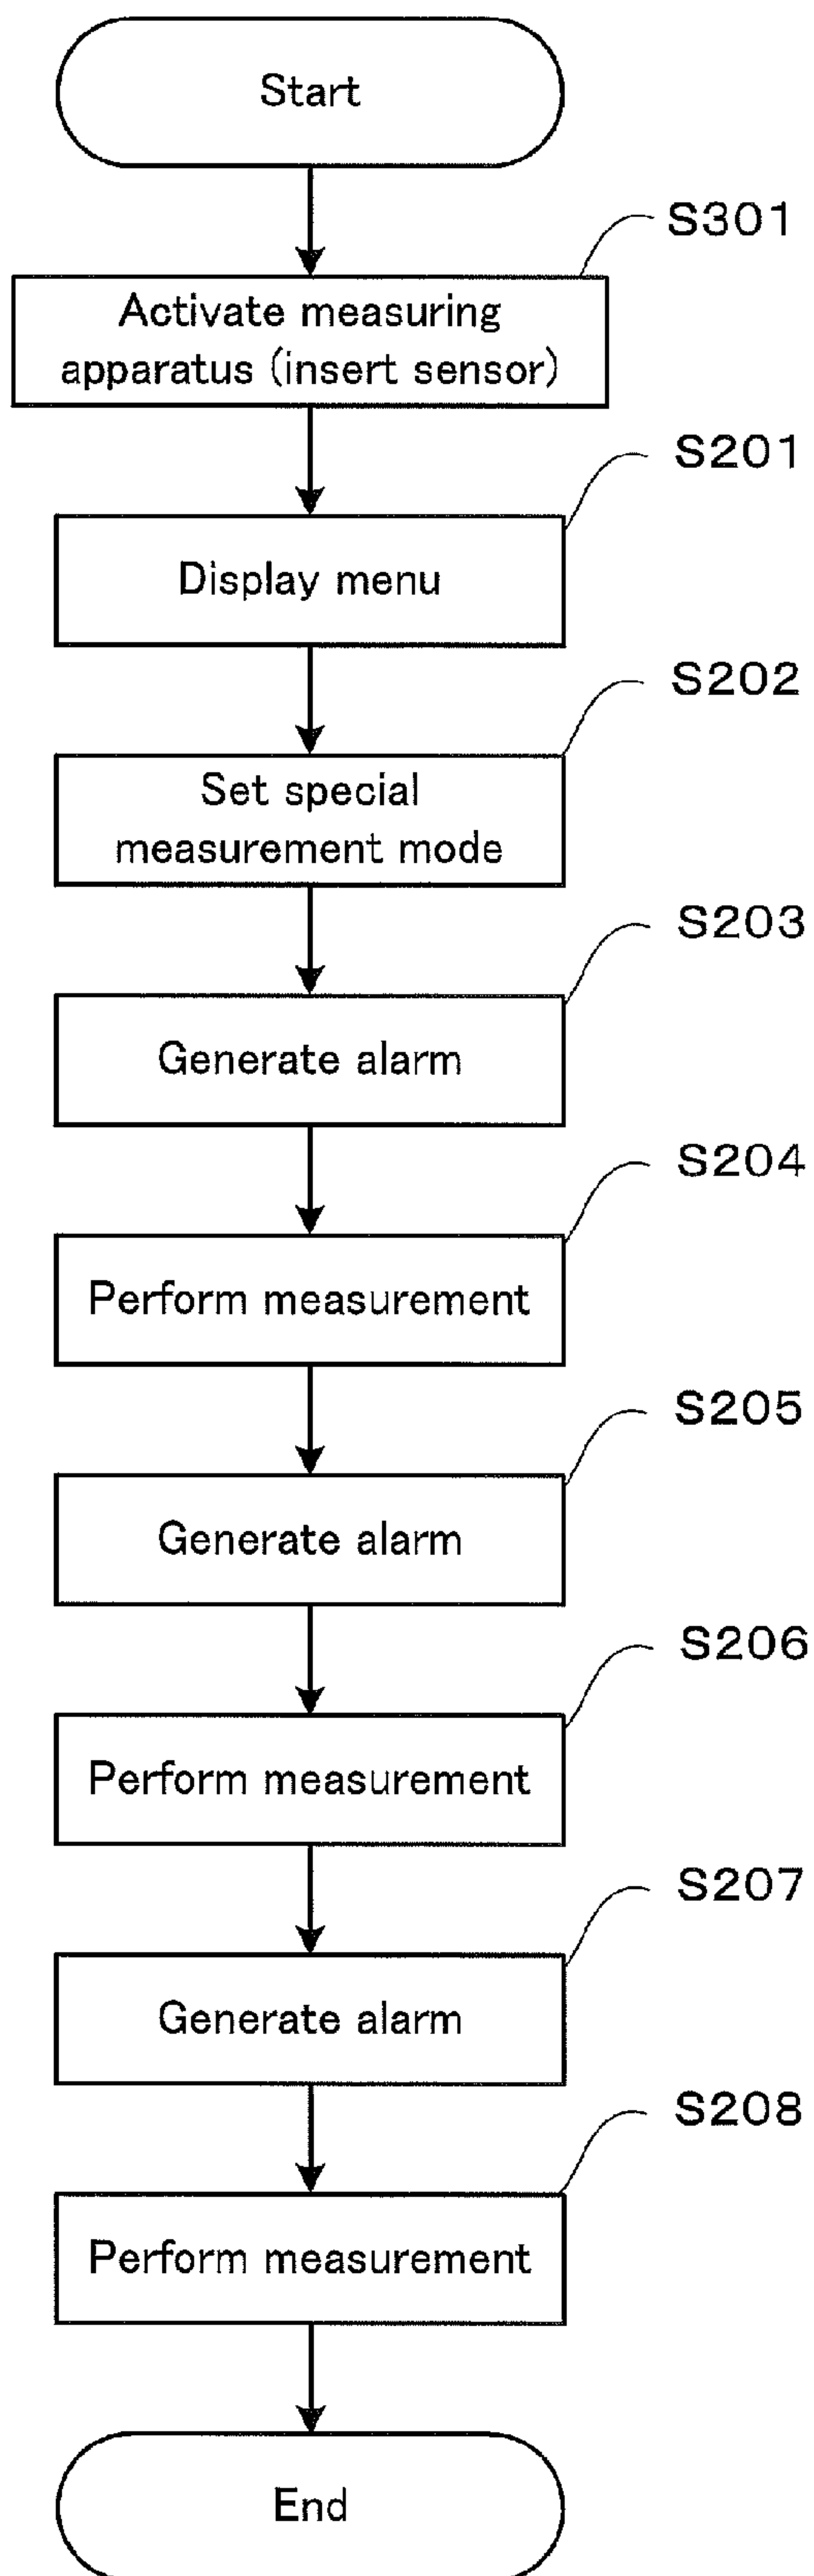 Start
S301
Activate measuring
apparatus (insert sensor)
S201
Display menu
S202
Set special
measurement mode
S203
Generate alarm
S204
Perform measurement
S205
Generate alarm
S206
Perform measurement
S207
Generate alarm
S208
Perform measurement
End